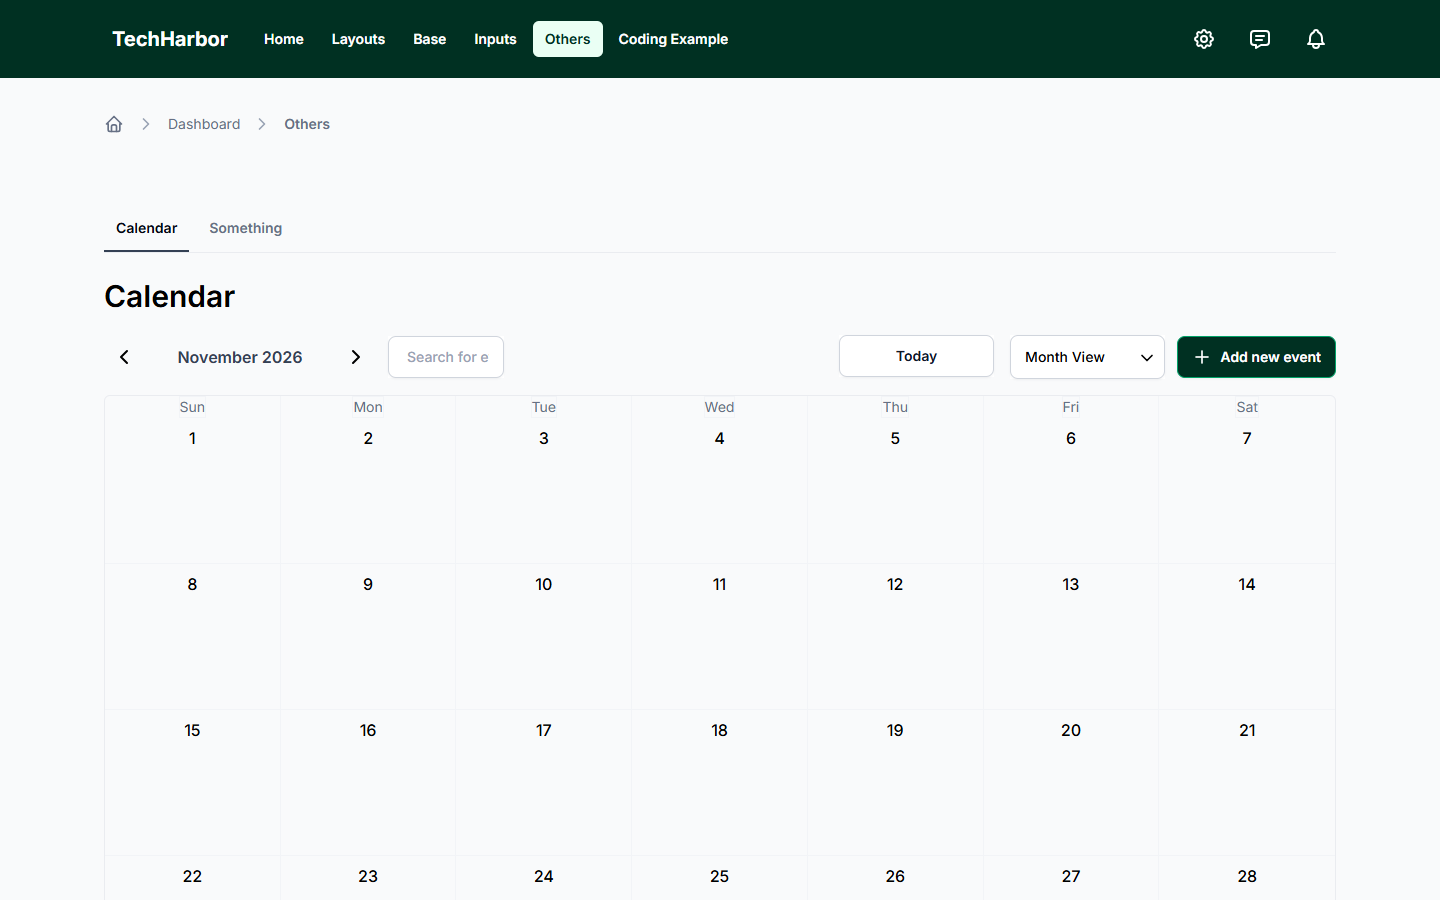 TechHarbor Home Layouts Base Inputs Others Coding Example
Dashboard Others
Calendar Something
Calendar
November 2026 Search for e Today Month View Add new event
Sun Mon Tue Wed Thu Fri Sat
1 2 3 4 5 6 7
8 9 10 11 12 13 14
15 16 17 18 19 20 21
22 23 24 25 26 27 28